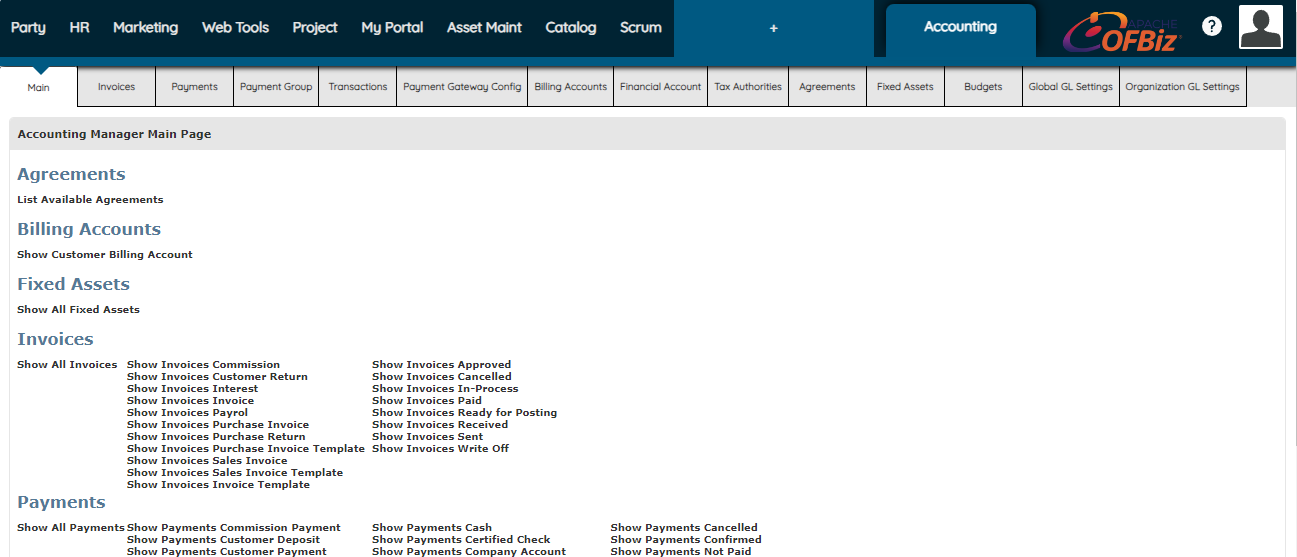 Party HR Marketing Web Tools Project My Portal Asset Maint Catalog Scrum + Accounting APACHE OFBiz ?
Main Invoices Payments Payment Group Transactions Payment Gateway Config Billing Accounts Financial Account Tax Authorities Agreements Fixed Assets Budgets Global GL Settings Organization GL Settings
Accounting Manager Main Page
Agreements
List Available Agreements
Billing Accounts
Show Customer Billing Account
Fixed Assets
Show All Fixed Assets
Invoices
Show All Invoices Show Invoices Commission Show Invoices Approved
Show Invoices Customer Return Show Invoices Cancelled
Show Invoices Interest Show Invoices In-Process
Show Invoices Invoice Show Invoices Paid
Show Invoices Payrol Show Invoices Ready for Posting
Show Invoices Purchase Invoice Show Invoices Received
Show Invoices Purchase Return Show Invoices Sent
Show Invoices Purchase Invoice Template Show Invoices Write Off
Show Invoices Sales Invoice
Show Invoices Sales Invoice Template
Show Invoices Invoice Template
Payments
Show All Payments Show Payments Commission Payment Show Payments Cash Show Payments Cancelled
Show Payments Customer Deposit Show Payments Certified Check Show Payments Confirmed
Show Payments Customer Payment Show Payments Company Account Show Payments Not Paid